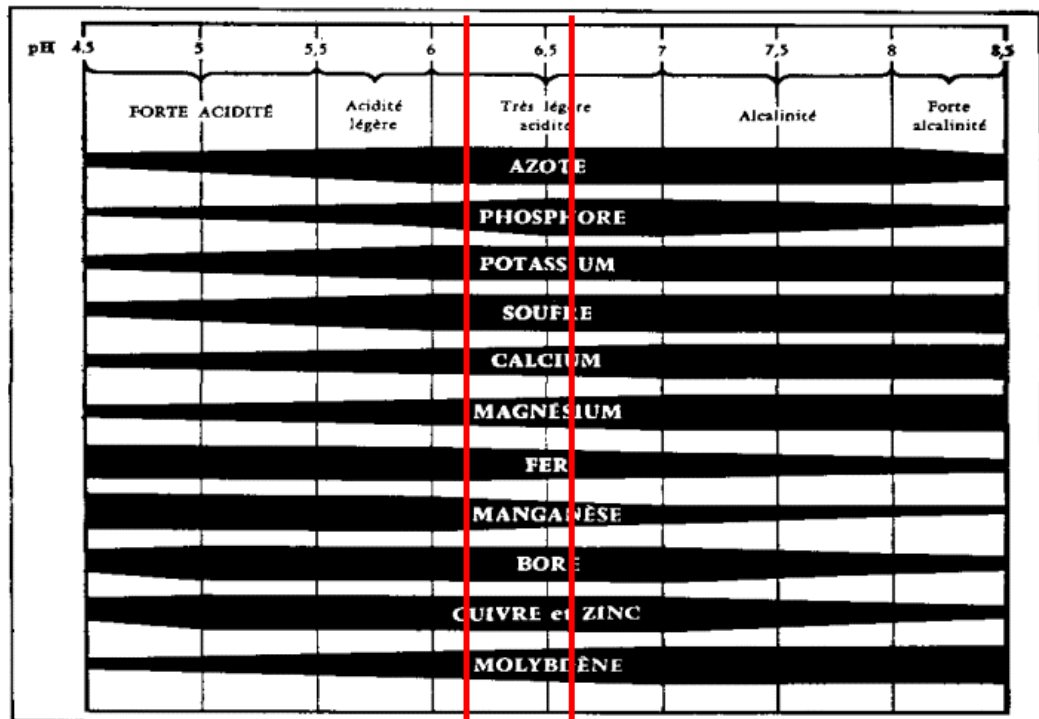 pH 4.5 5 5,5 6 6,5 7 7,5 8 8,5
FORTE ACIDITÉ
Acidité
légère
Très légère
acidité
Alcalinité
Forte
alcalinité
AZOTE
PHOSPHORE
POTASSIUM
SOUFRE
CALCIUM
MAGNÉSIUM
FER
MANGANÈSE
BORE
CUIVRE et ZINC
MOLYBDÈNE